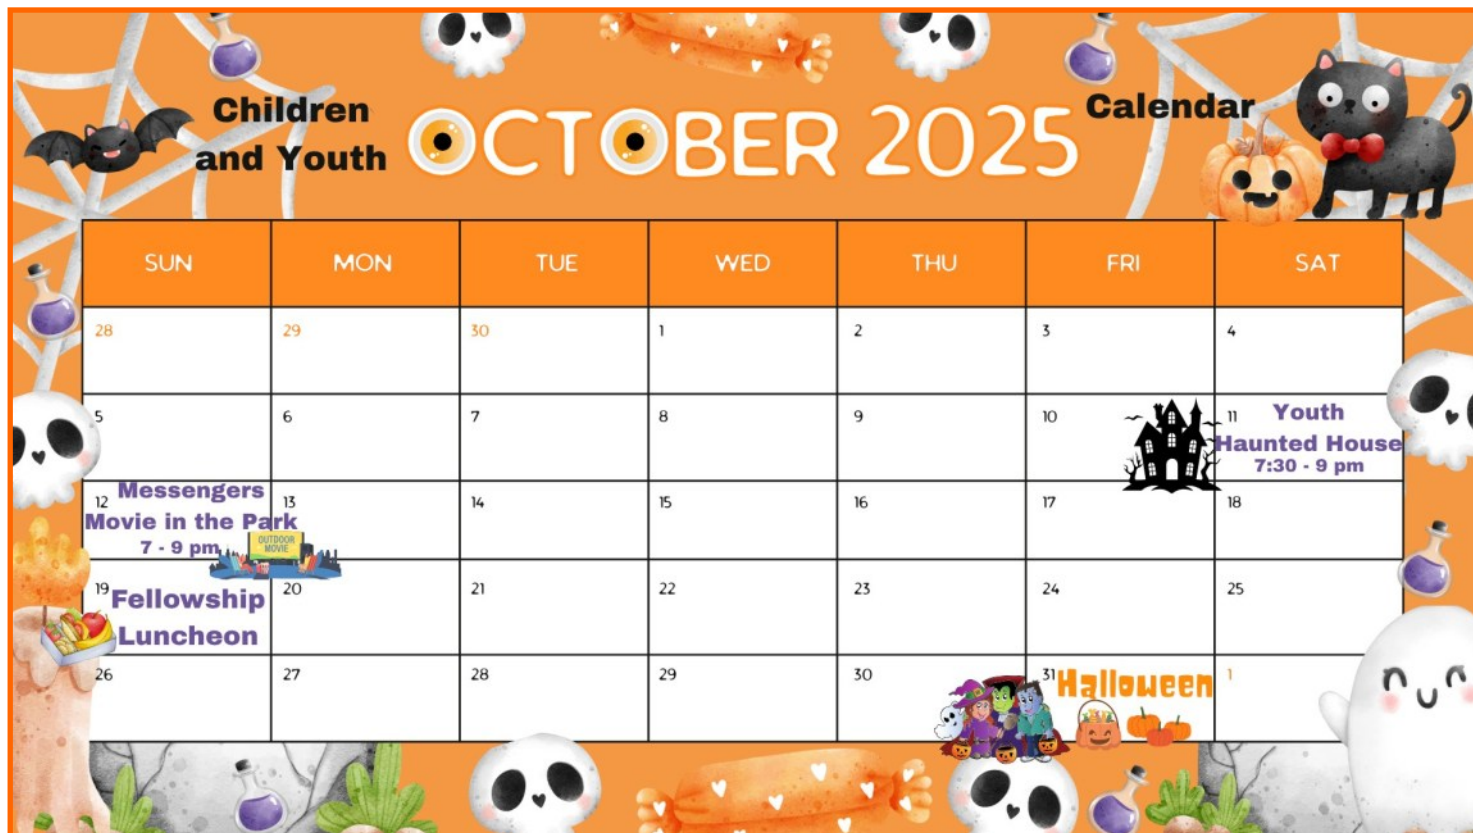 Children
and Youth
OCTOBER 2025
Calendar
SUN MON TUE WED THU FRI SAT
28 29 30 1 2 3 4
5 6 7 8 9 10 11
Youth
Haunted House
7:30 - 9 pm
12 13 14 15 16 17 18
Messengers
Movie in the Park
7 - 9 pm
OUTDOOR
MOVIE
19 20 21 22 23 24 25
Fellowship
Luncheon
26 27 28 29 30 31 1
Halloween